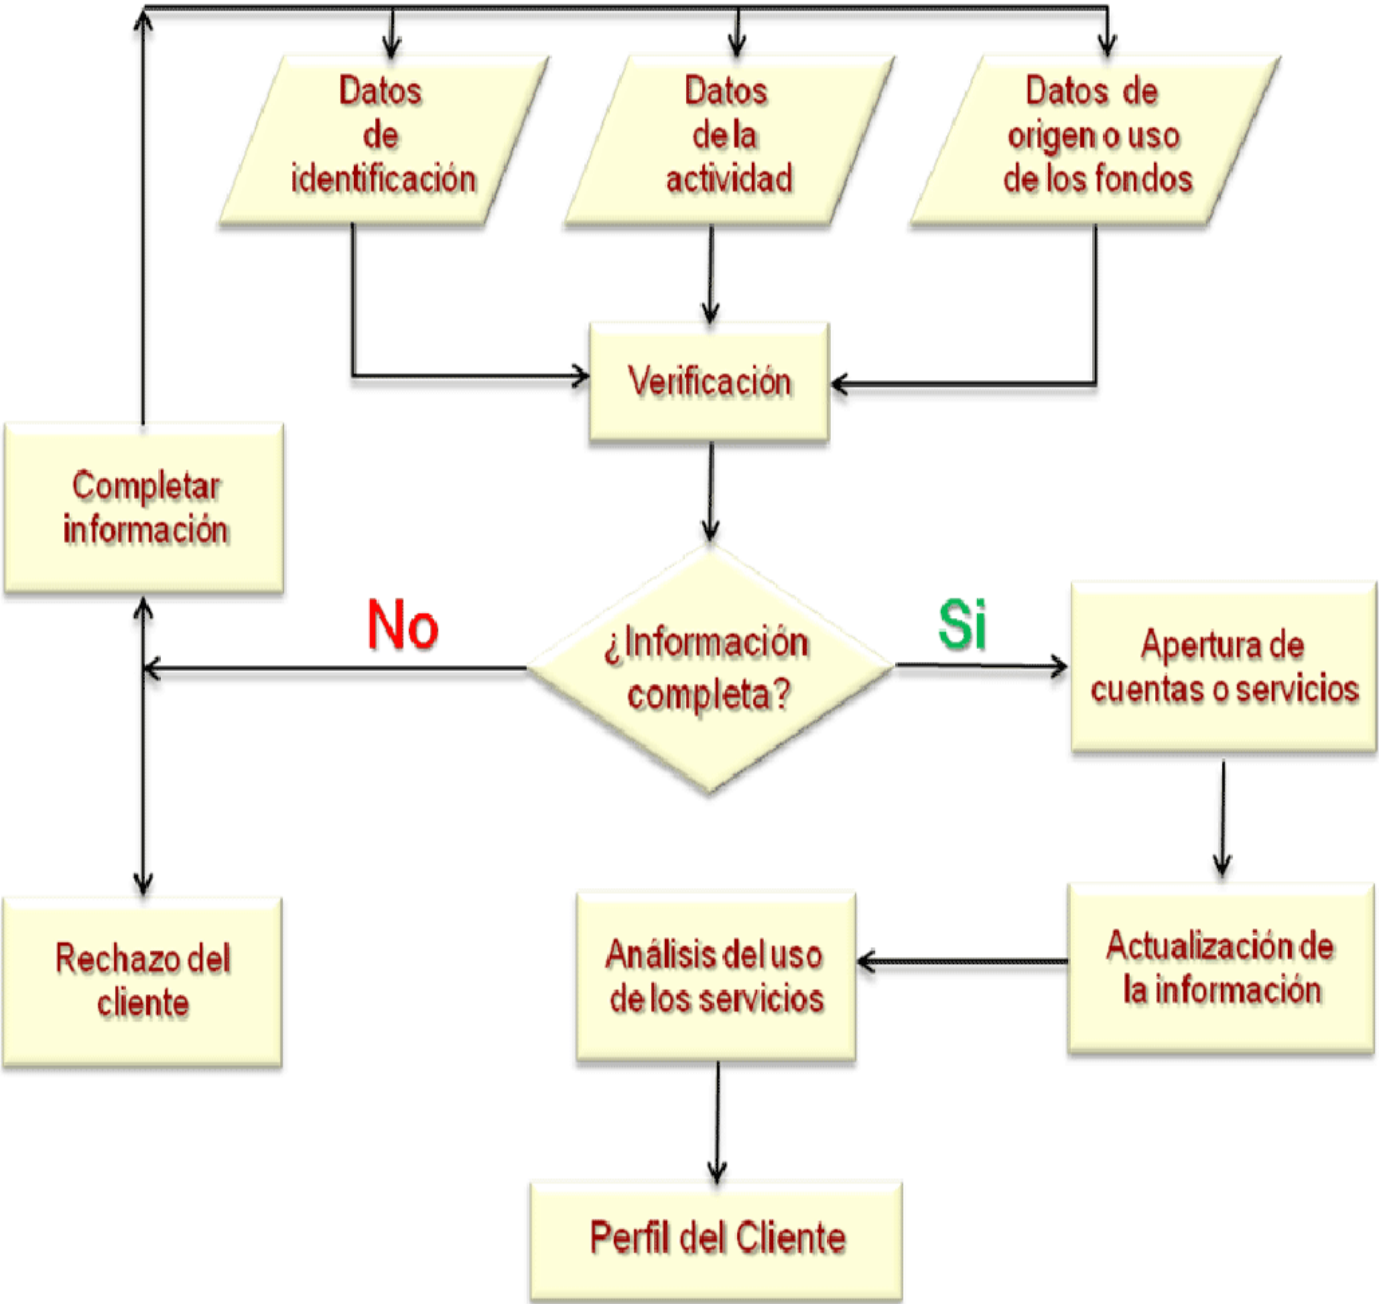 Datos
de
identificación
Datos
de la
actividad
Datos de
origen o uso
de los fondos
Verificación
Completar
información
No
¿Información
completa?
Si
Apertura de
cuentas o servicios
Rechazo del
cliente
Análisis del uso
de los servicios
Actualización de
la información
Perfil del Cliente